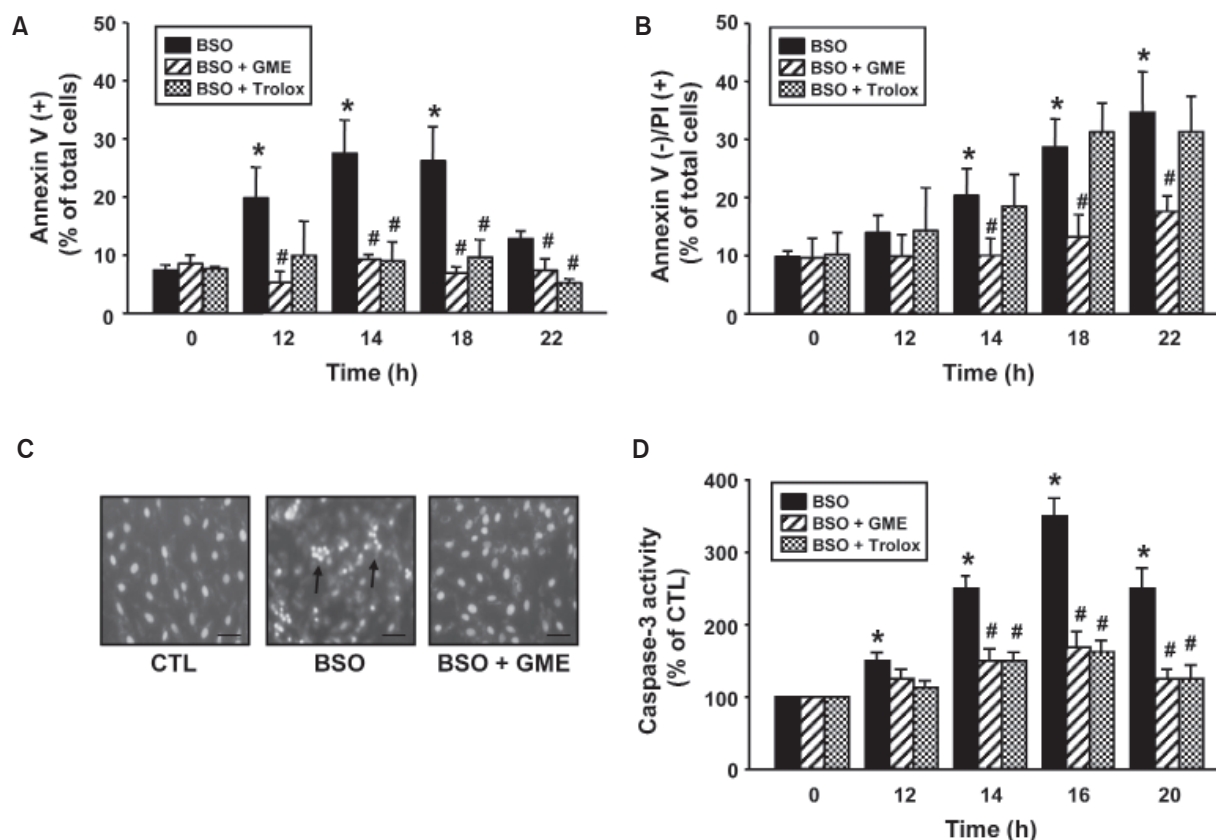 A
50
40
30
20
10
0
Annexin V (+)
(% of total cells)
BSO
BSO + GME
BSO + Trolox
*
*
*
#
#
#
#
#
#
#
0 12 14 18 22
Time (h)
B
50
40
30
20
10
0
Annexin V (-)/PI (+)
(% of total cells)
BSO
BSO + GME
BSO + Trolox
*
*
*
#
#
#
0 12 14 18 22
Time (h)
C
CTL
BSO
BSO + GME
D
400
300
200
100
0
Caspase-3 activity
(% of CTL)
BSO
BSO + GME
BSO + Trolox
*
*
*
*
# #
# #
# #
0 12 14 16 20
Time (h)